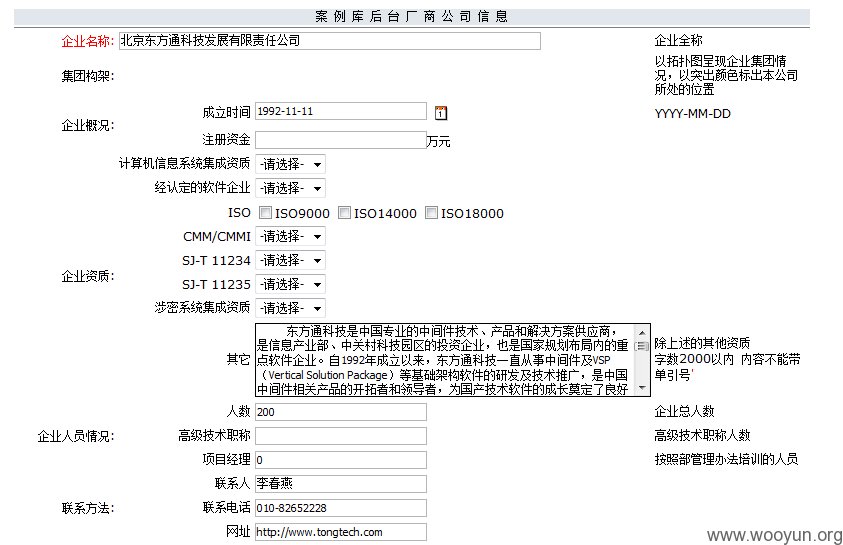 案例库后台厂商公司信息
企业名称: 北京东方通科技发展有限责任公司 企业全称
集团构架: 以拓扑图呈现企业集团情
况，以突出颜色标出本公司
所处的位置
企业概况:
成立时间 1992-11-11 YYYY-MM-DD
注册资金 万元
企业资质:
计算机信息系统集成资质 -请选择-
经认定的软件企业 -请选择-
ISO ISO9000 ISO14000 ISO18000
CMM/CMMI -请选择-
SJ-T 11234 -请选择-
SJ-T 11235 -请选择-
涉密系统集成资质 -请选择-
其它
东方通科技是中国专业的中间件技术、产品和解决方案供应商，
是信息产业部、中关村科技园区的投资企业，也是国家规划布局内的重
点软件企业。自1992年成立以来，东方通科技一直从事中间件及VSP
（Vertical Solution Package）等基础架构软件的研发及技术推广，是中国
中间件相关产品的开拓者和领导者，为国产技术软件的成长奠定了良好
除上述的其他资质
字数2000以内 内容不能带
单引号'
企业人员情况:
人数 200 企业总人数
高级技术职称 高级技术职称人数
项目经理 0 按照部管理办法培训的人员
联系方法:
联系人 李春燕
联系电话 010-82652228
网址 http://www.tongtech.com
www.wooyun.org